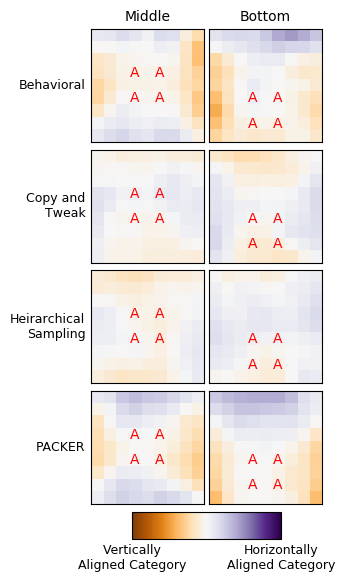 Middle Bottom
Behavioral
A A A A
A A A A
Copy and
Tweak
A A A A
A A A A
Heirarchical
Sampling
A A A A
A A A A
PACKER
A A A A
A A A A
Vertically Horizontally
Aligned Category Aligned Category